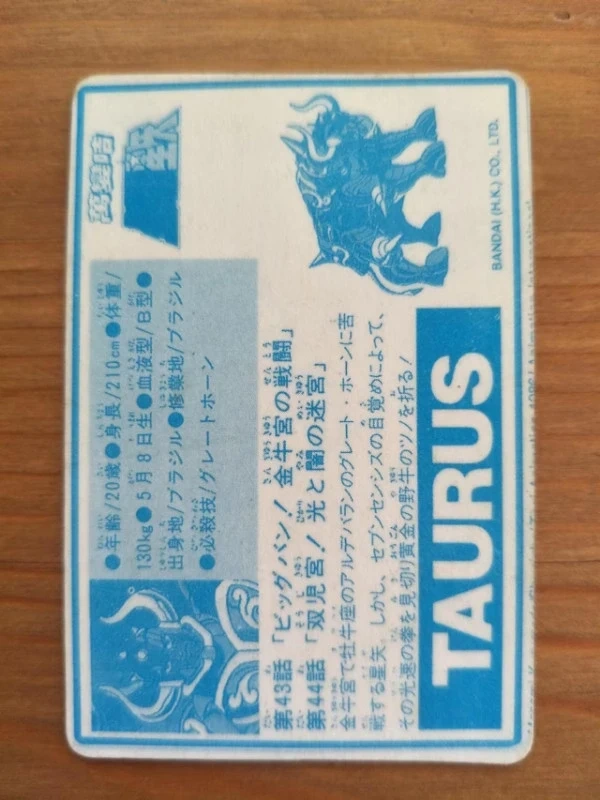 萬變咭
●年齢/20歳●身長/210cm●体重/
130kg●5月8日生●血液型/B型●
出身地/ブラジル●修業地/ブラジル
●必殺技/グレートホーン
第43話「ビッグバン!金牛宮の戦闘」
第44話「双児宮!光と闇の迷宮」
金牛宮で牡牛座のアルデバランのグレート・ホーンに苦
戦する星矢。しかし、セブンセンシズの目覚めによって、
その光速の拳を見切り黄金の野牛のツノを折る!
TAURUS
BANDAI (H.K.) CO., LTD.